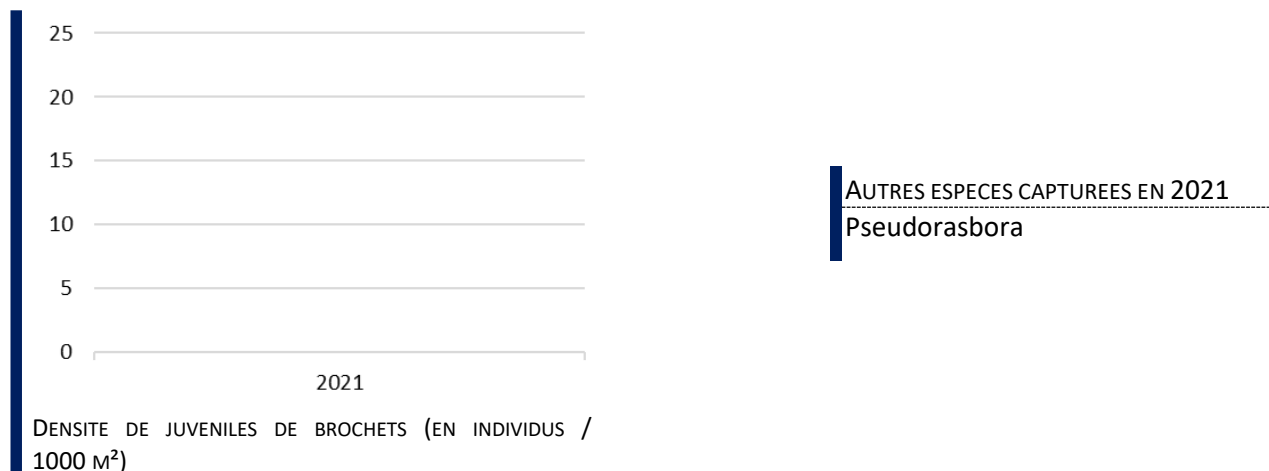 25
20
15
10
5
0
2021
DENSITE DE JUVENILES DE BROCHETS (EN INDIVIDUS /
1000 M²)
AUTRES ESPECES CAPTUREES EN 2021
Pseudorasbora